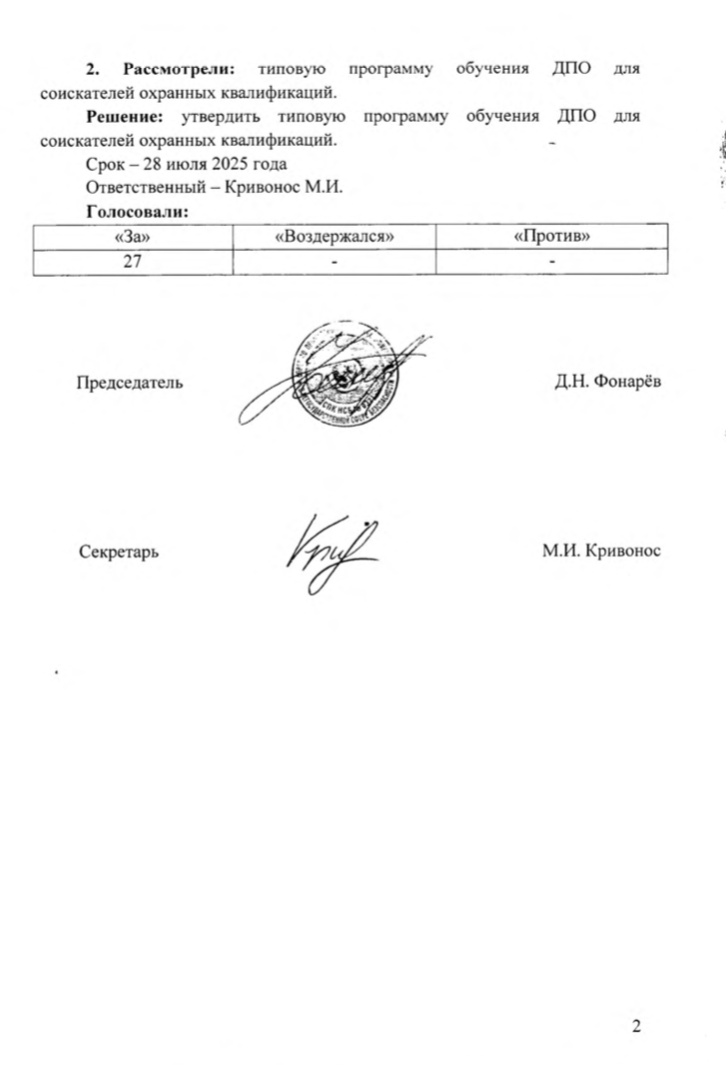 2. Рассмотрели: типовую программу обучения ДПО для
соискателей охранных квалификаций.
Решение: утвердить типовую программу обучения ДПО для
соискателей охранных квалификаций.
Срок – 28 июля 2025 года
Ответственный – Кривонос М.И.
Голосовали:
«За» «Воздержался» «Против»
27 - -
Председатель Д.Н. Фонарёв
Секретарь М.И. Кривонос
2